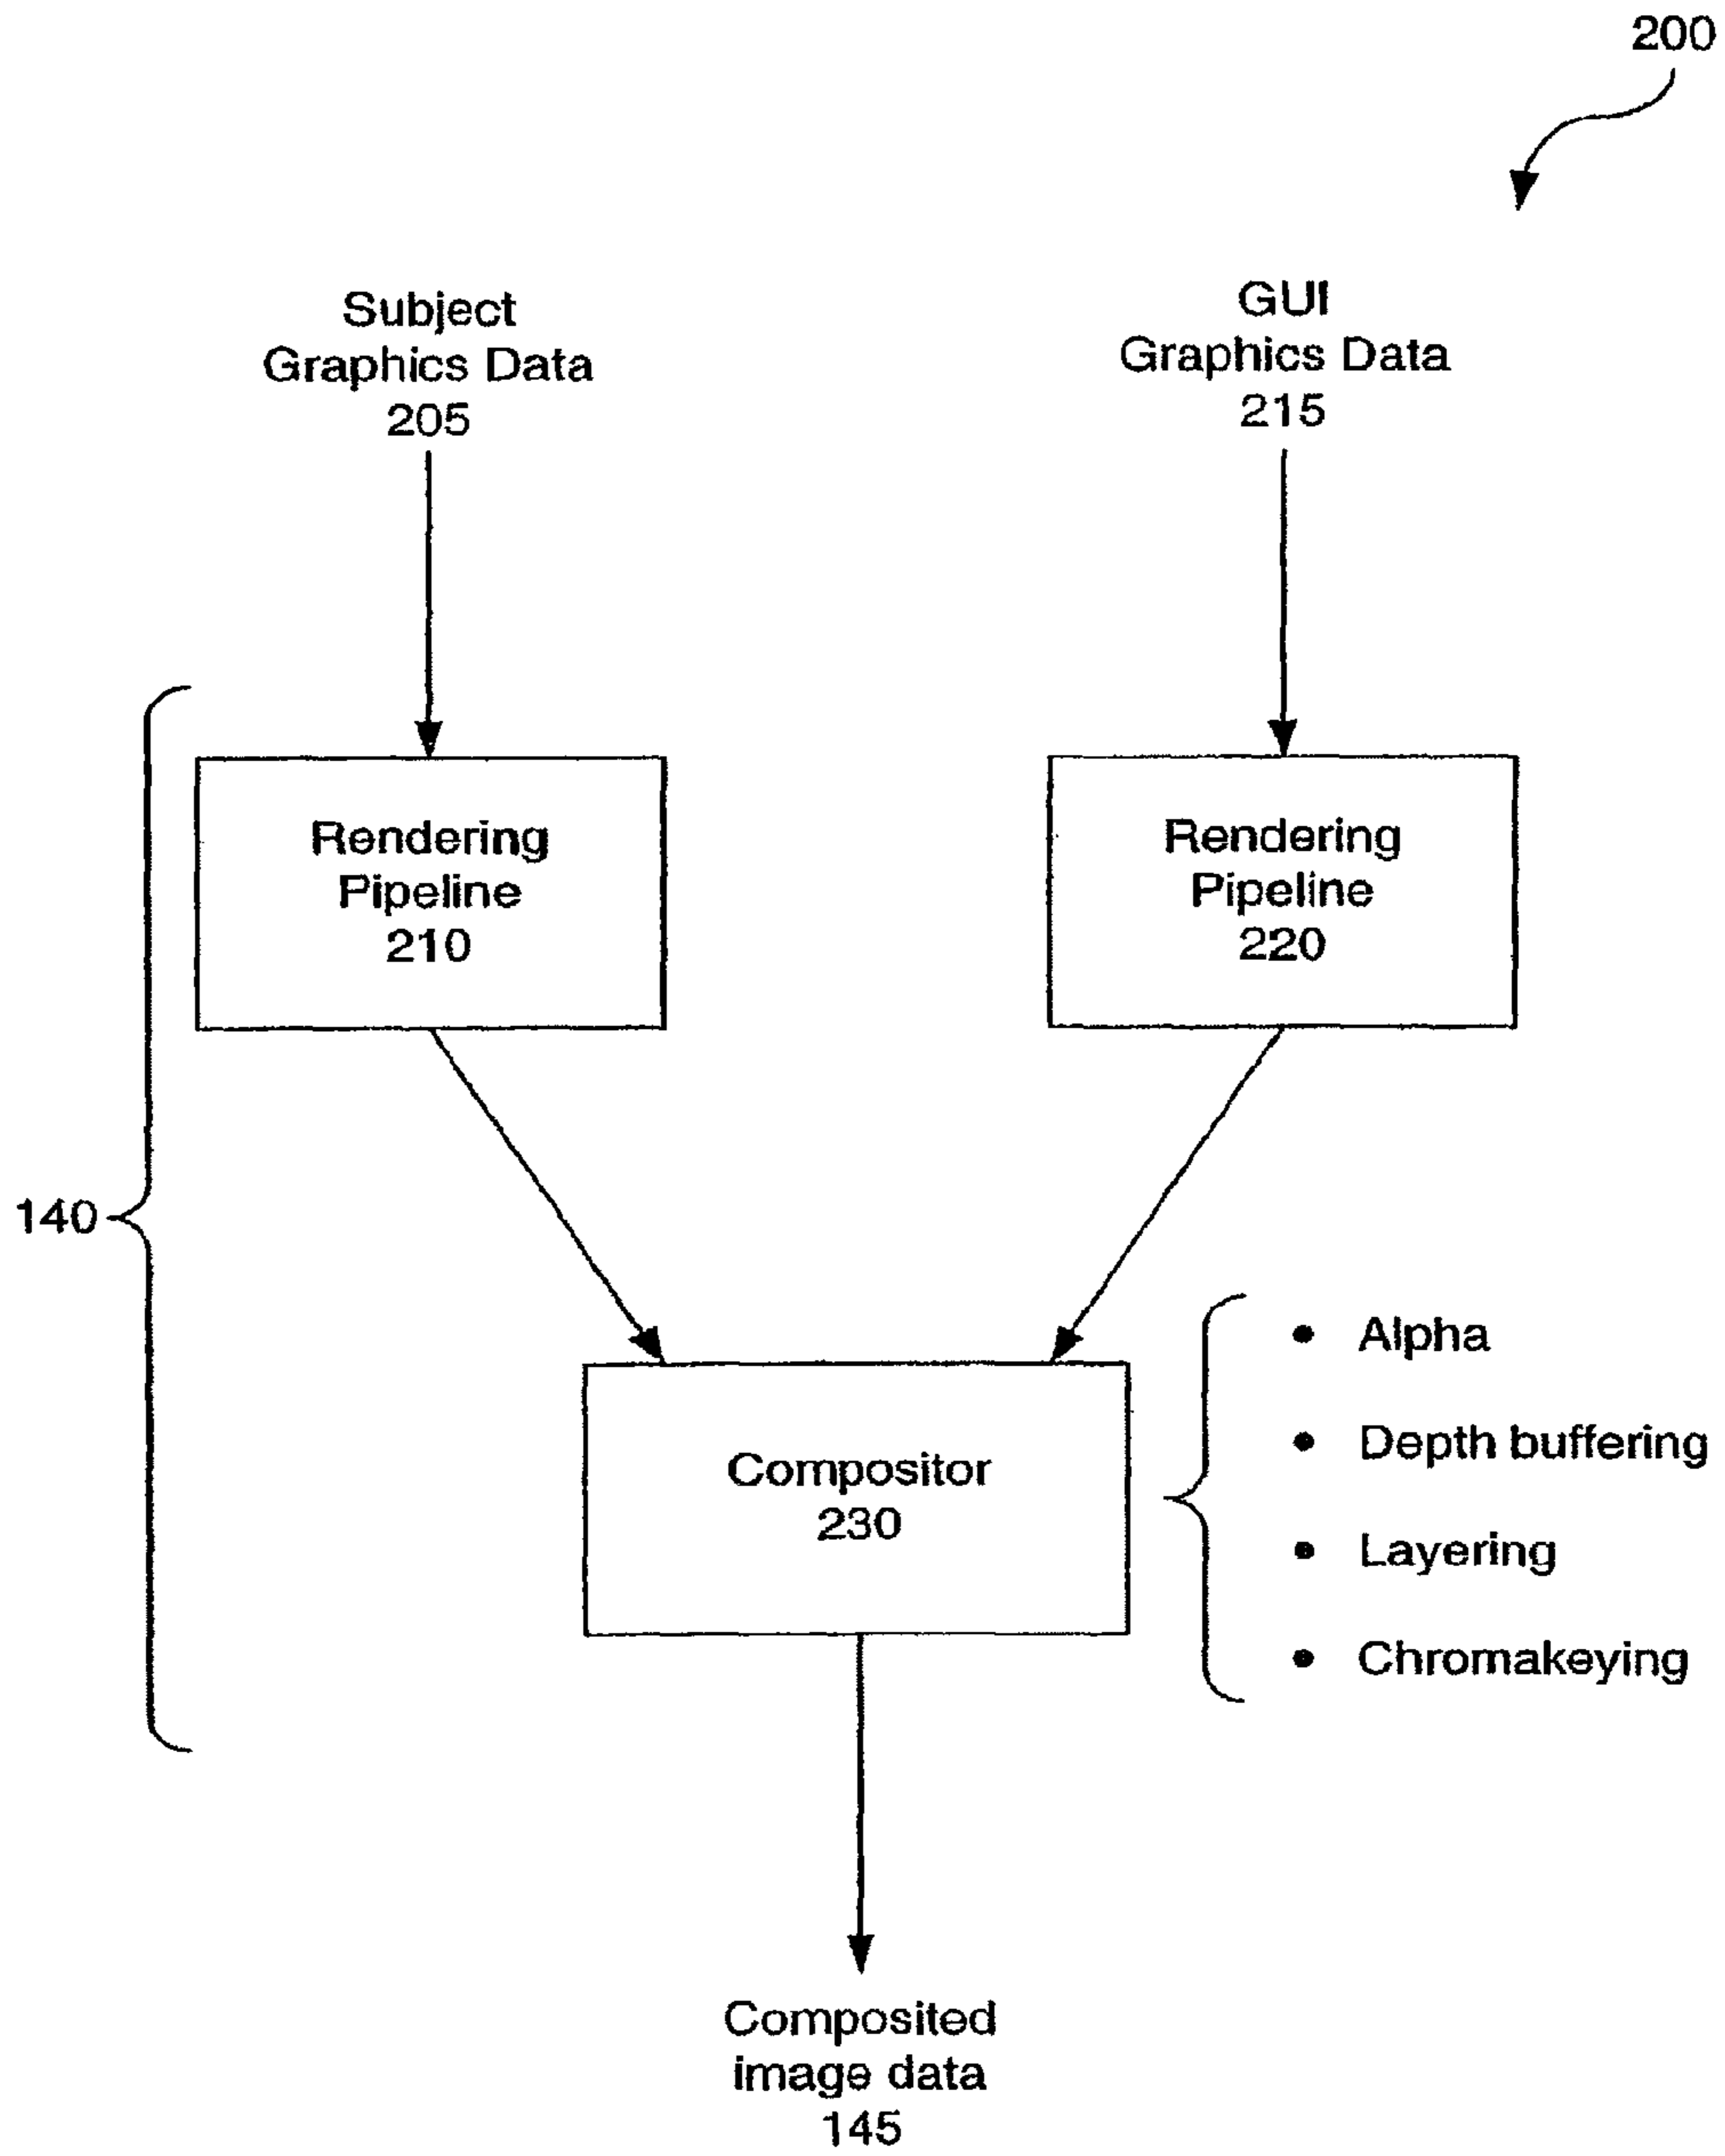 200
Subject
Graphics Data
205
GUI
Graphics Data
215
Rendering
Pipeline
210
Rendering
Pipeline
220
140
Compositor
230
• Alpha
• Depth buffering
• Layering
• Chromakeying
Composited
image data
145